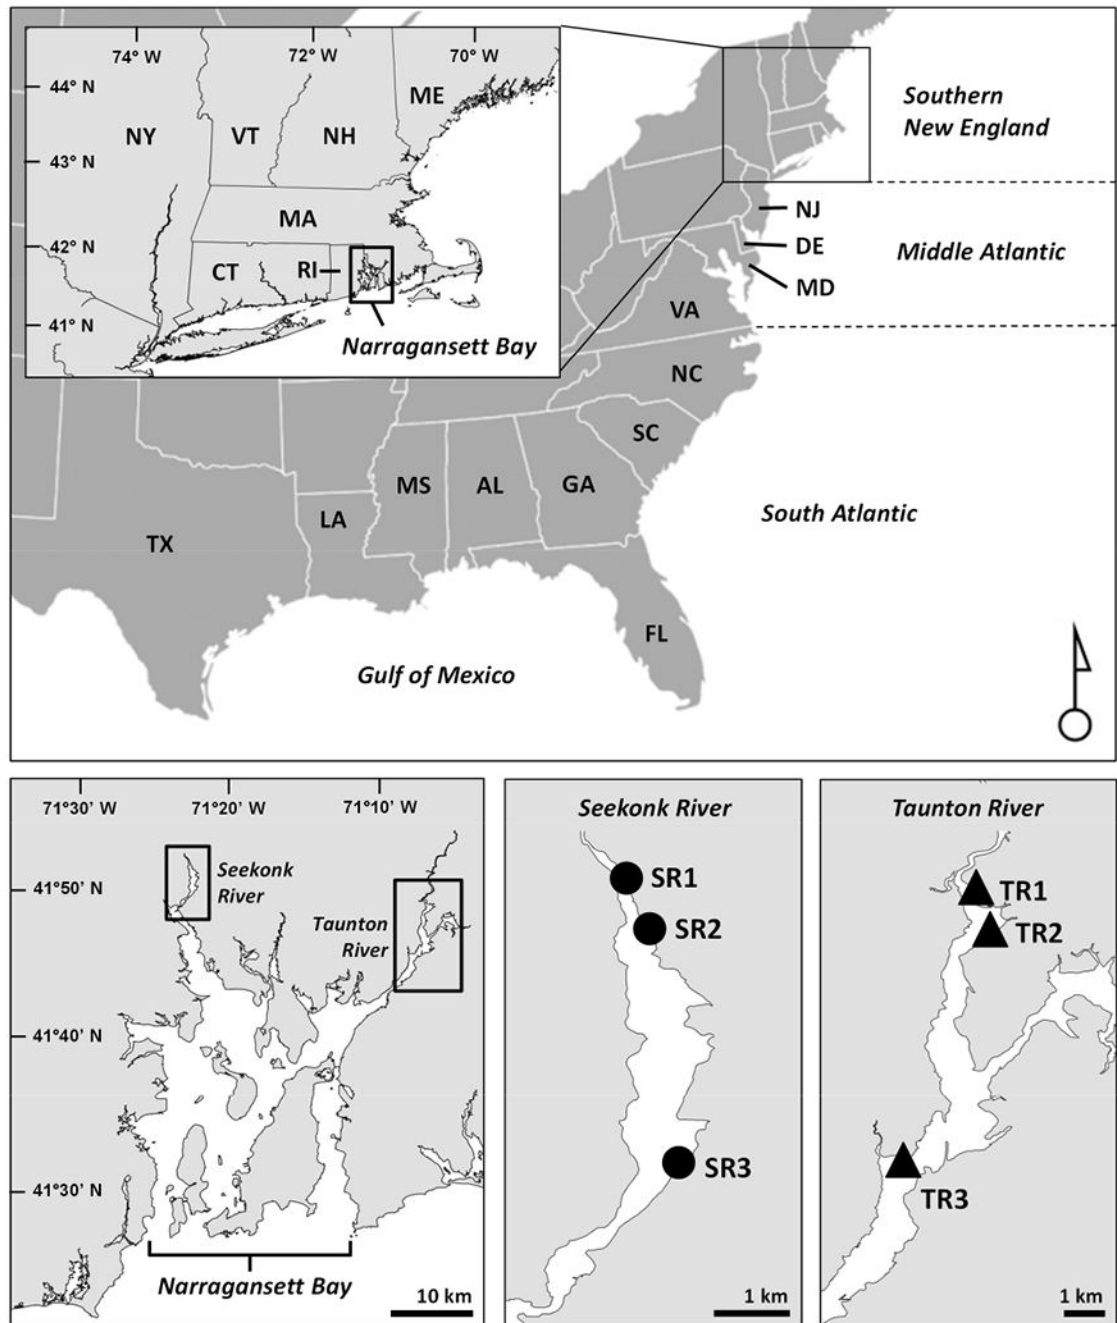 74° W 72° W 70° W
44° N
43° N
42° N
41° N
NY VT NH ME
MA
CT RI
Narragansett Bay
Southern
New England
NJ
DE
MD
Middle Atlantic
VA
NC
SC
MS AL GA
LA
TX
South Atlantic
FL
Gulf of Mexico
71°30' W 71°20' W 71°10' W
41°50' N
41°40' N
41°30' N
Seekonk
River
Taunton
River
Narragansett Bay
10 km
Seekonk River
SR1
SR2
SR3
1 km
Taunton River
TR1
TR2
TR3
1 km